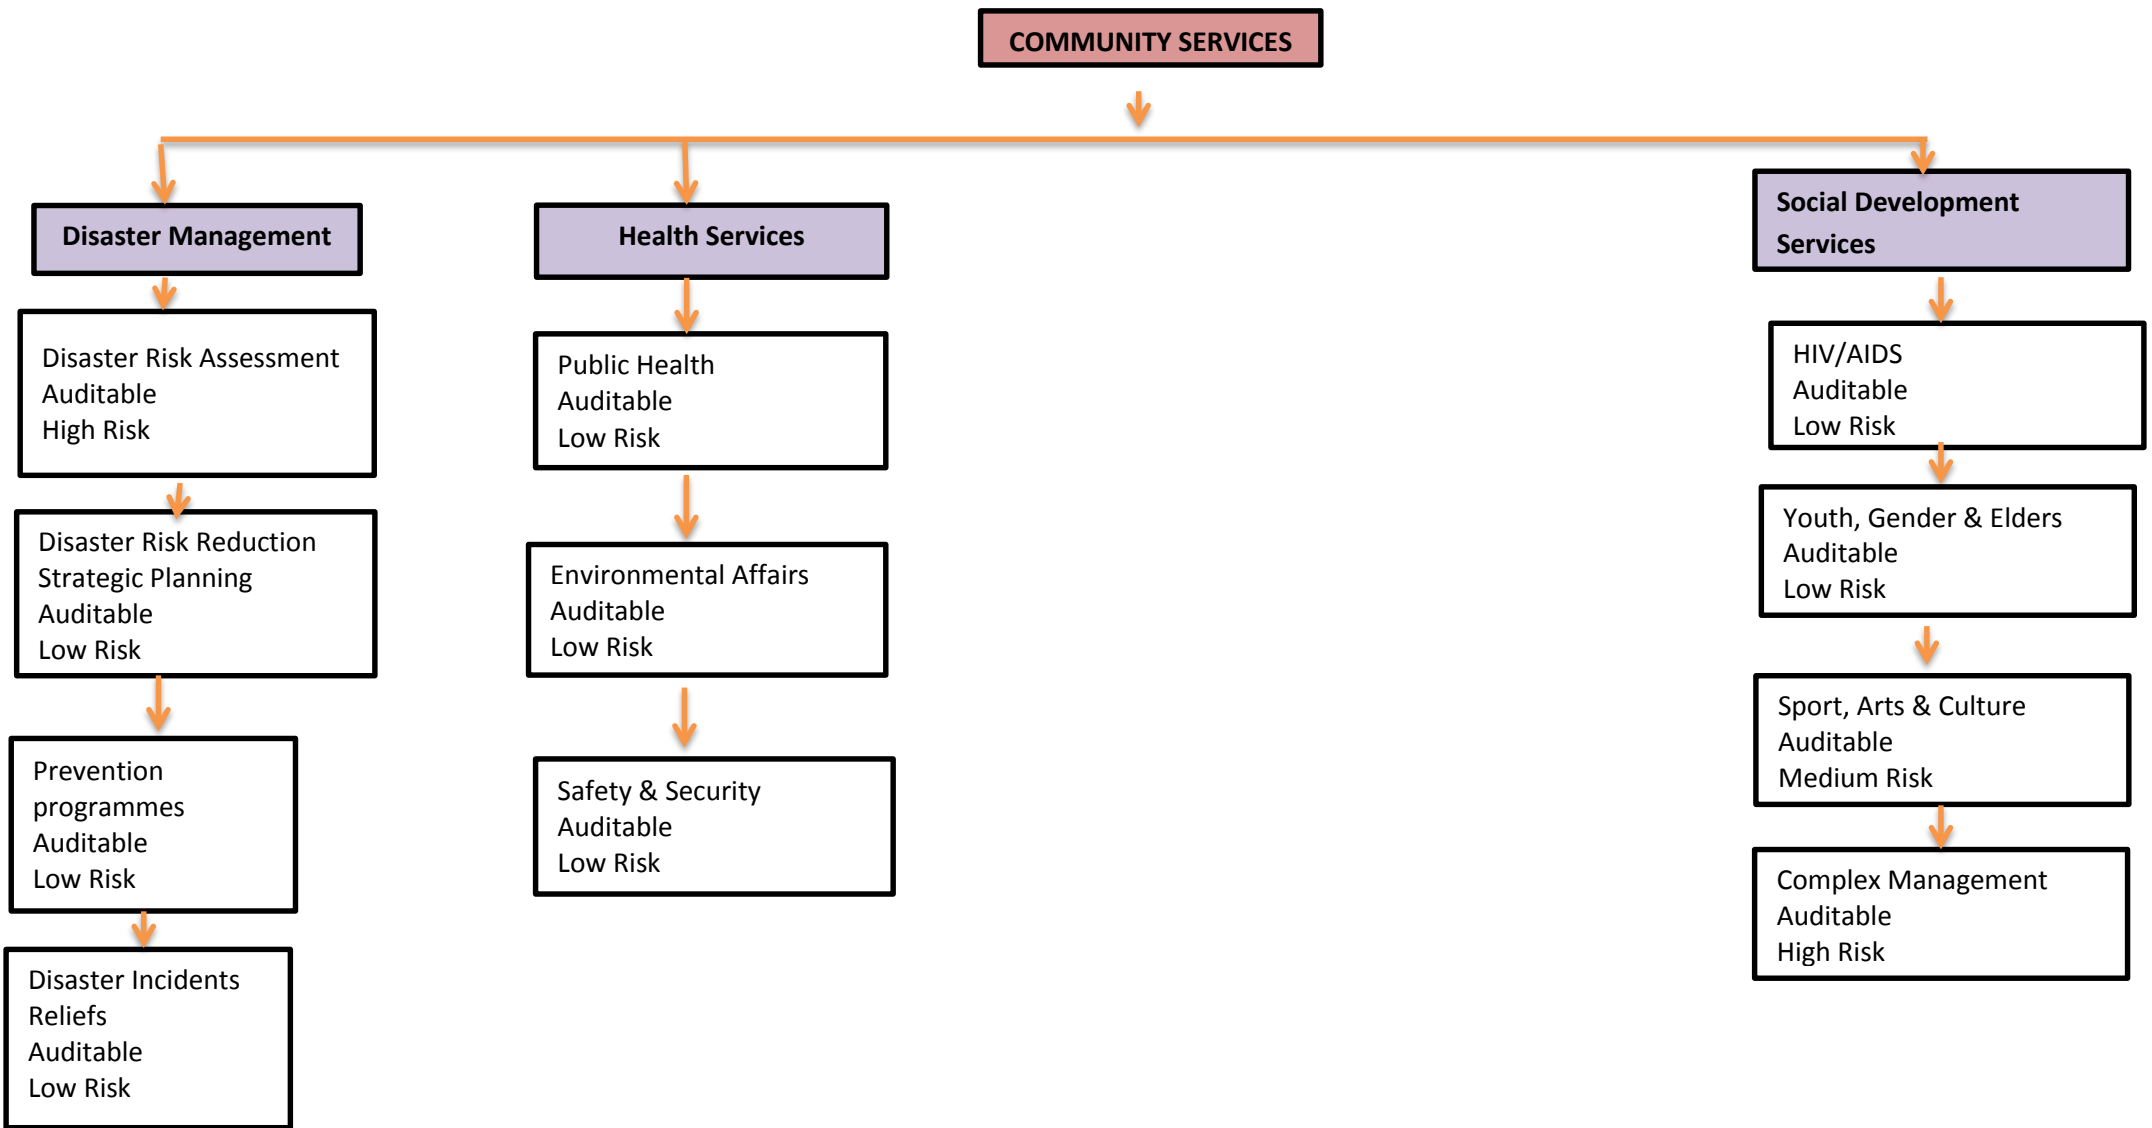 COMMUNITY SERVICES
Disaster Management
Disaster Risk Assessment
Auditable
High Risk
Disaster Risk Reduction
Strategic Planning
Auditable
Low Risk
Prevention
programmes
Auditable
Low Risk
Disaster Incidents
Reliefs
Auditable
Low Risk
Health Services
Public Health
Auditable
Low Risk
Environmental Affairs
Auditable
Low Risk
Safety & Security
Auditable
Low Risk
Social Development
Services
HIV/AIDS
Auditable
Low Risk
Youth, Gender & Elders
Auditable
Low Risk
Sport, Arts & Culture
Auditable
Medium Risk
Complex Management
Auditable
High Risk